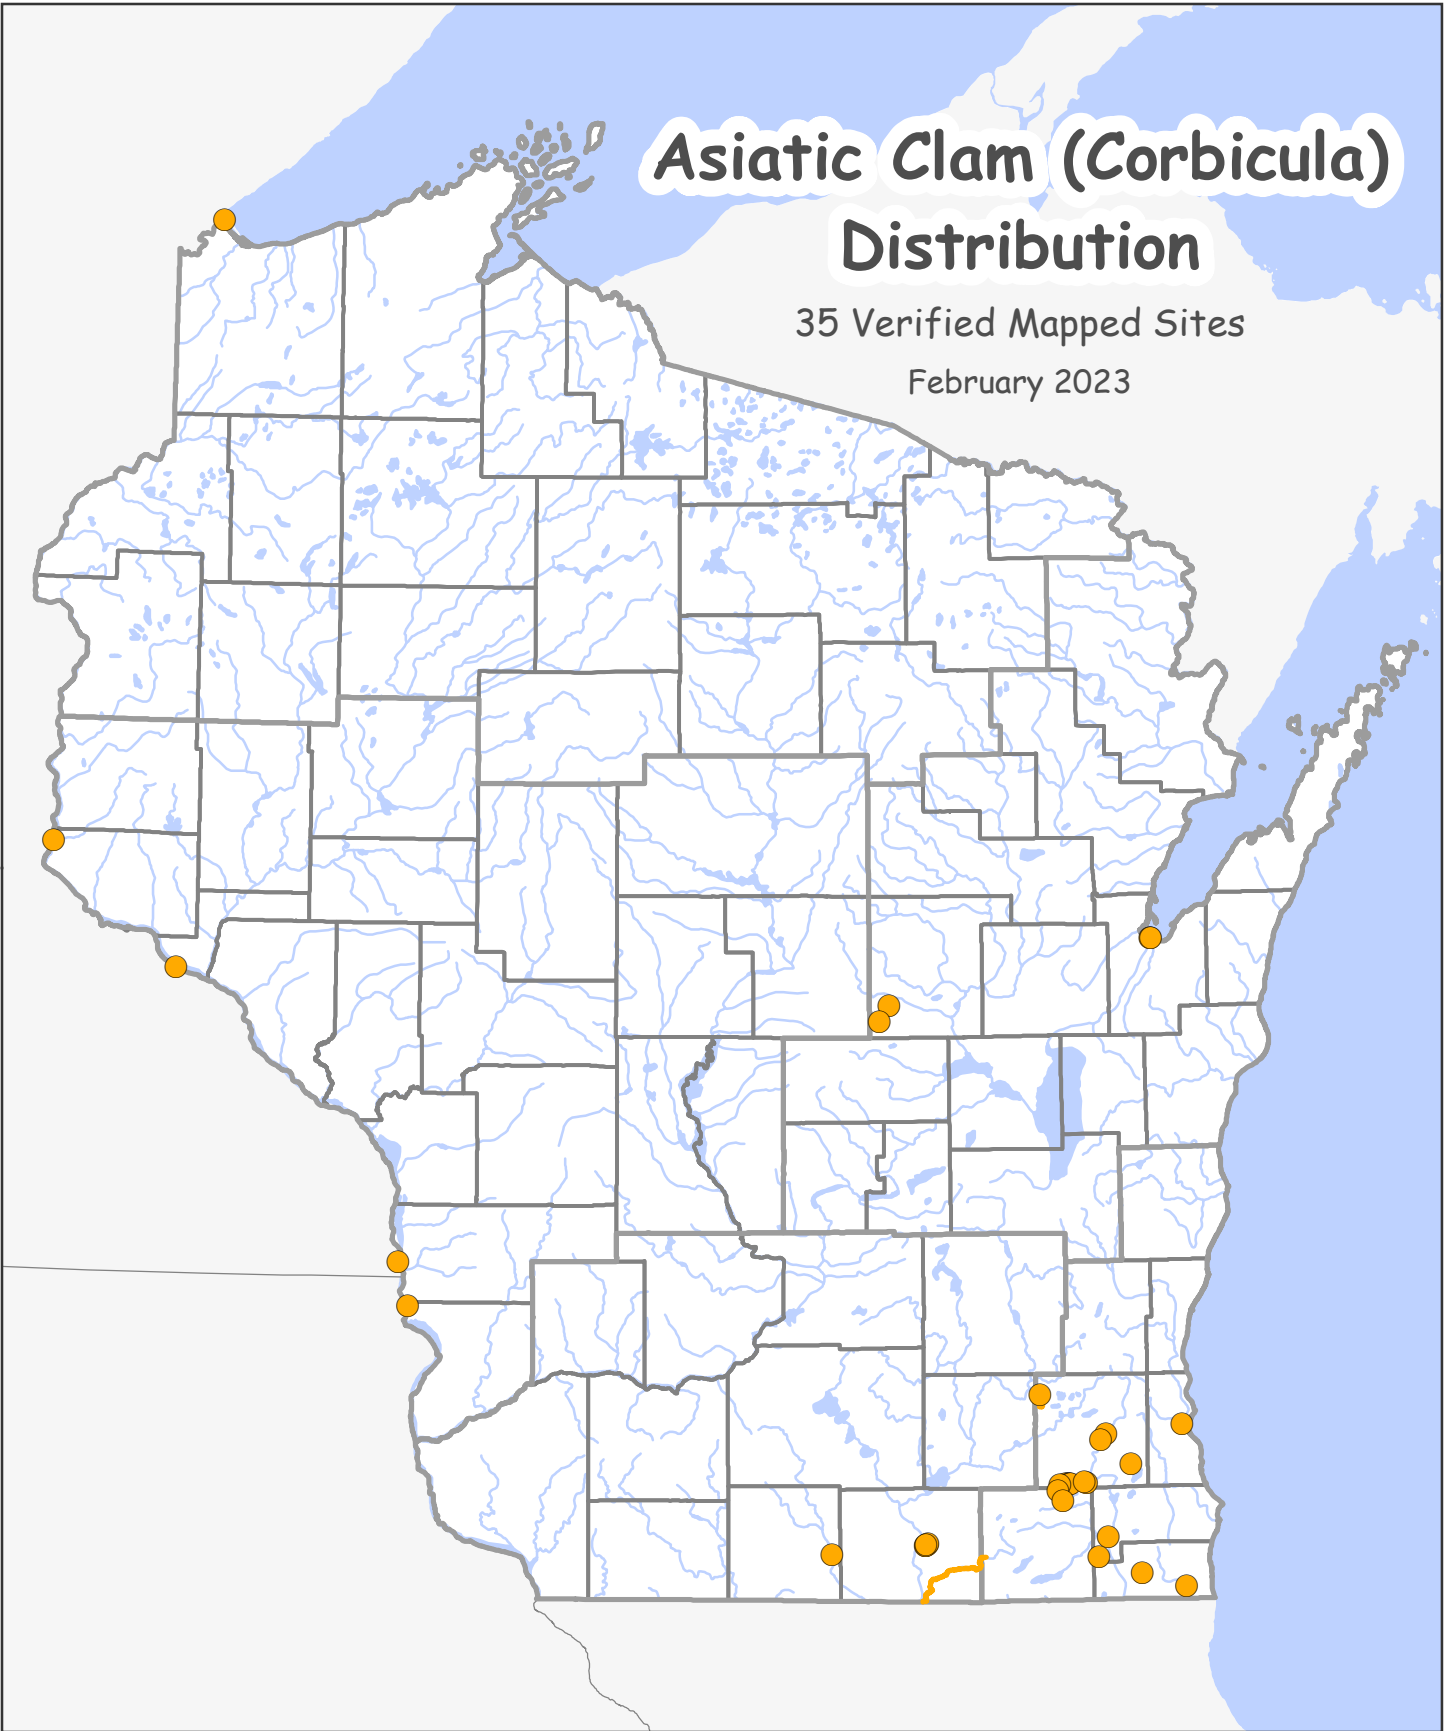 Asiatic Clam (Corbicula)
Distribution
35 Verified Mapped Sites
February 2023